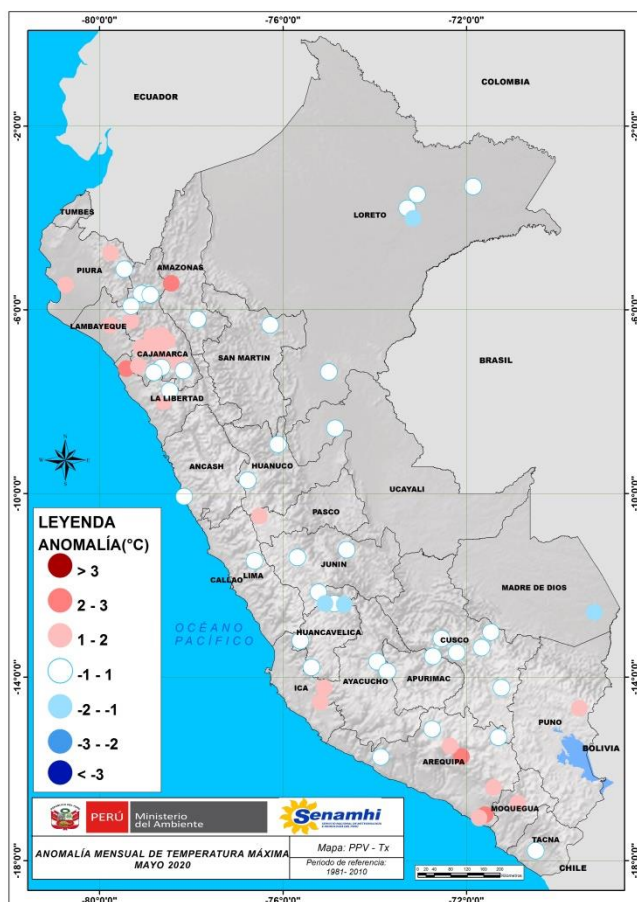 -80°0'0" -76°0'0" -72°0'0"
COLOMBIA
ECUADOR
-2°0'0" -2°0'0"
LORETO
TUMBES
AMAZONAS
PIURA
-6°0'0" -6°0'0"
LAMBAYEQUE
CAJAMARCA
SAN MARTIN
BRASIL
LA LIBERTAD
ANCASH
HUANUCO
UCAYALI
-10°0'0" -10°0'0"
PASCO
JUNIN
LIMA
CALLAO
MADRE DE DIOS
OCÉANO
PACÍFICO
HUANCAVELICA
CUSCO
-14°0'0" -14°0'0"
ICA
AYACUCHO
APURIMAC
PUNO
BOLIVIA
AREQUIPA
MOQUEGUA
TACNA
-18°0'0" -18°0'0"
CHILE
LEYENDA
ANOMALÍA(°C)
> 3
2 - 3
1 - 2
-1 - 1
-2 - -1
-3 - -2
< -3
PERÚ
Ministerio
del Ambiente
Senamhi
ANOMALÍA MENSUAL DE TEMPERATURA MÁXIMA
MAYO 2020
Mapa: PPV - Tx
Periodo de referencia:
1981- 2010
-80°0'0" -76°0'0" -72°0'0"